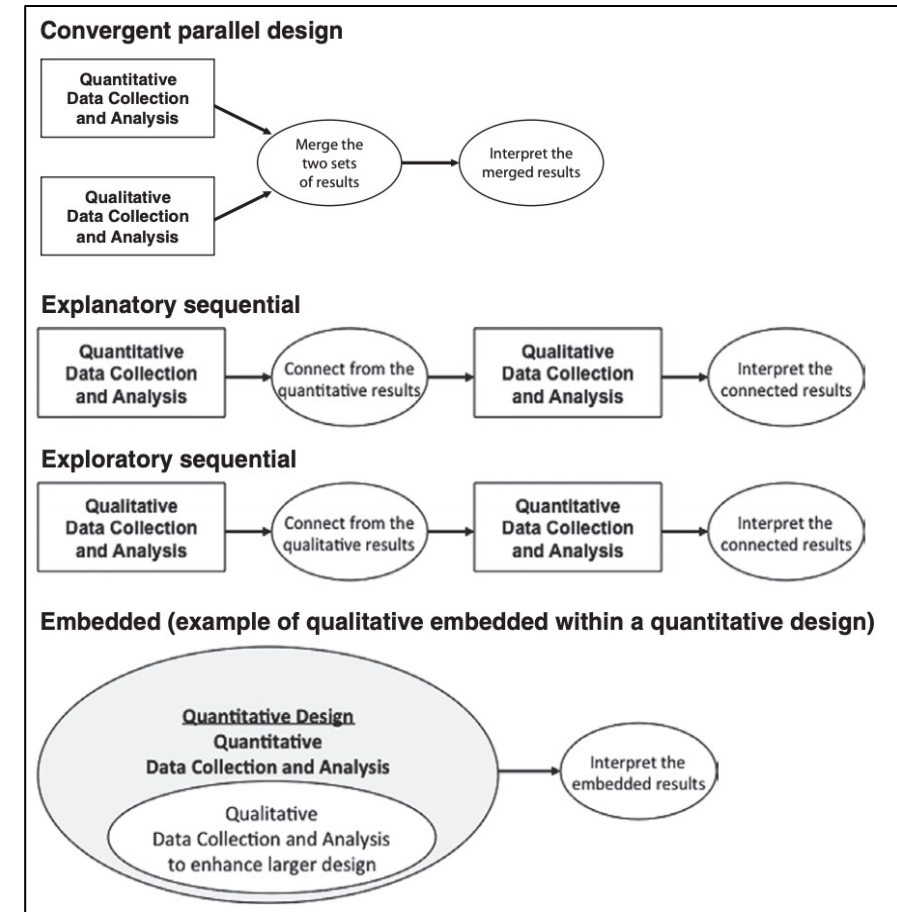 Convergent parallel design
Quantitative
Data Collection
and Analysis
Qualitative
Data Collection
and Analysis
Merge the
two sets
of results
Interpret the
merged results
Explanatory sequential
Quantitative
Data Collection
and Analysis
Connect from the
quantitative results
Qualitative
Data Collection
and Analysis
Interpret the
connected results
Exploratory sequential
Qualitative
Data Collection
and Analysis
Connect from the
qualitative results
Quantitative
Data Collection
and Analysis
Interpret the
connected results
Embedded (example of qualitative embedded within a quantitative design)
Quantitative Design
Quantitative
Data Collection and Analysis
Qualitative
Data Collection and Analysis
to enhance larger design
Interpret the
embedded results